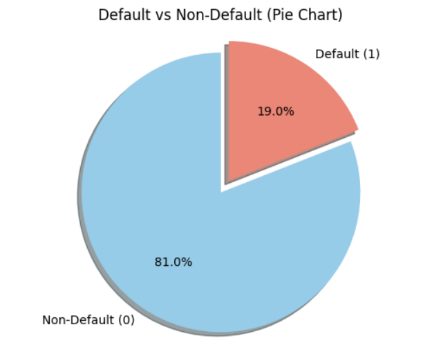 Default vs Non-Default (Pie Chart)
Default (1)
19.0%
81.0%
Non-Default (0)